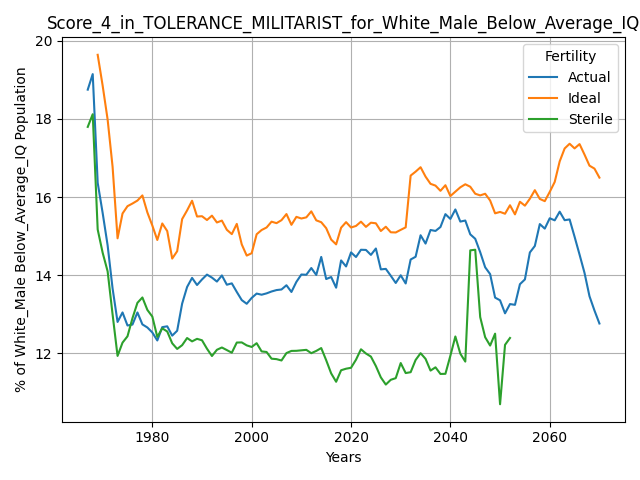 Score_4_in_TOLERANCE_MILITARIST_for_White_Male_Below_Average_IQ
20
18
16
14
12
% of White_Male Below_Average_IQ Population
Fertility
Actual
Ideal
Sterile
1980 2000 2020 2040 2060
Years